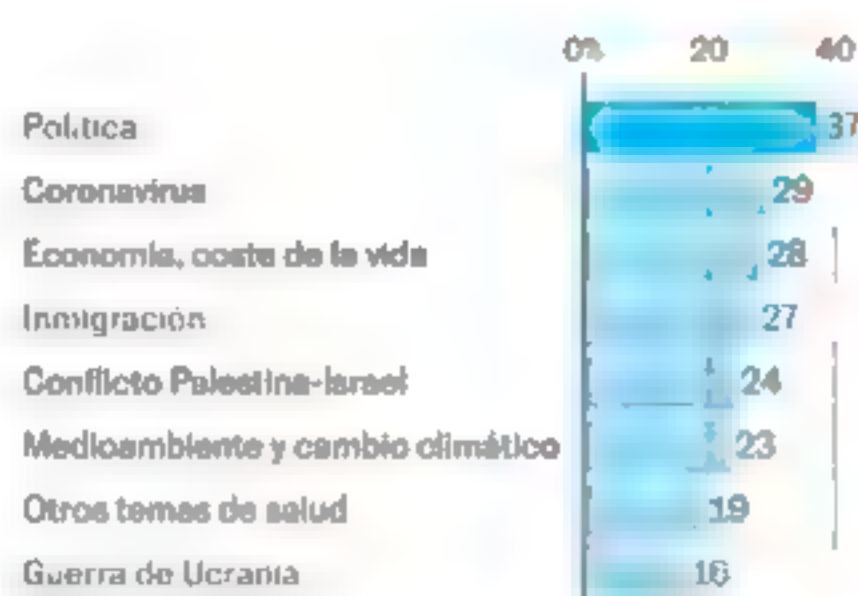 0% 20 40
Política 37
Coronavirus 29
Economía, coste de la vida 28
Inmigración 27
Conflicto Palestina-Israel 24
Medioambiente y cambio climático 23
Otros temas de salud 19
Guerra de Ucrania 16